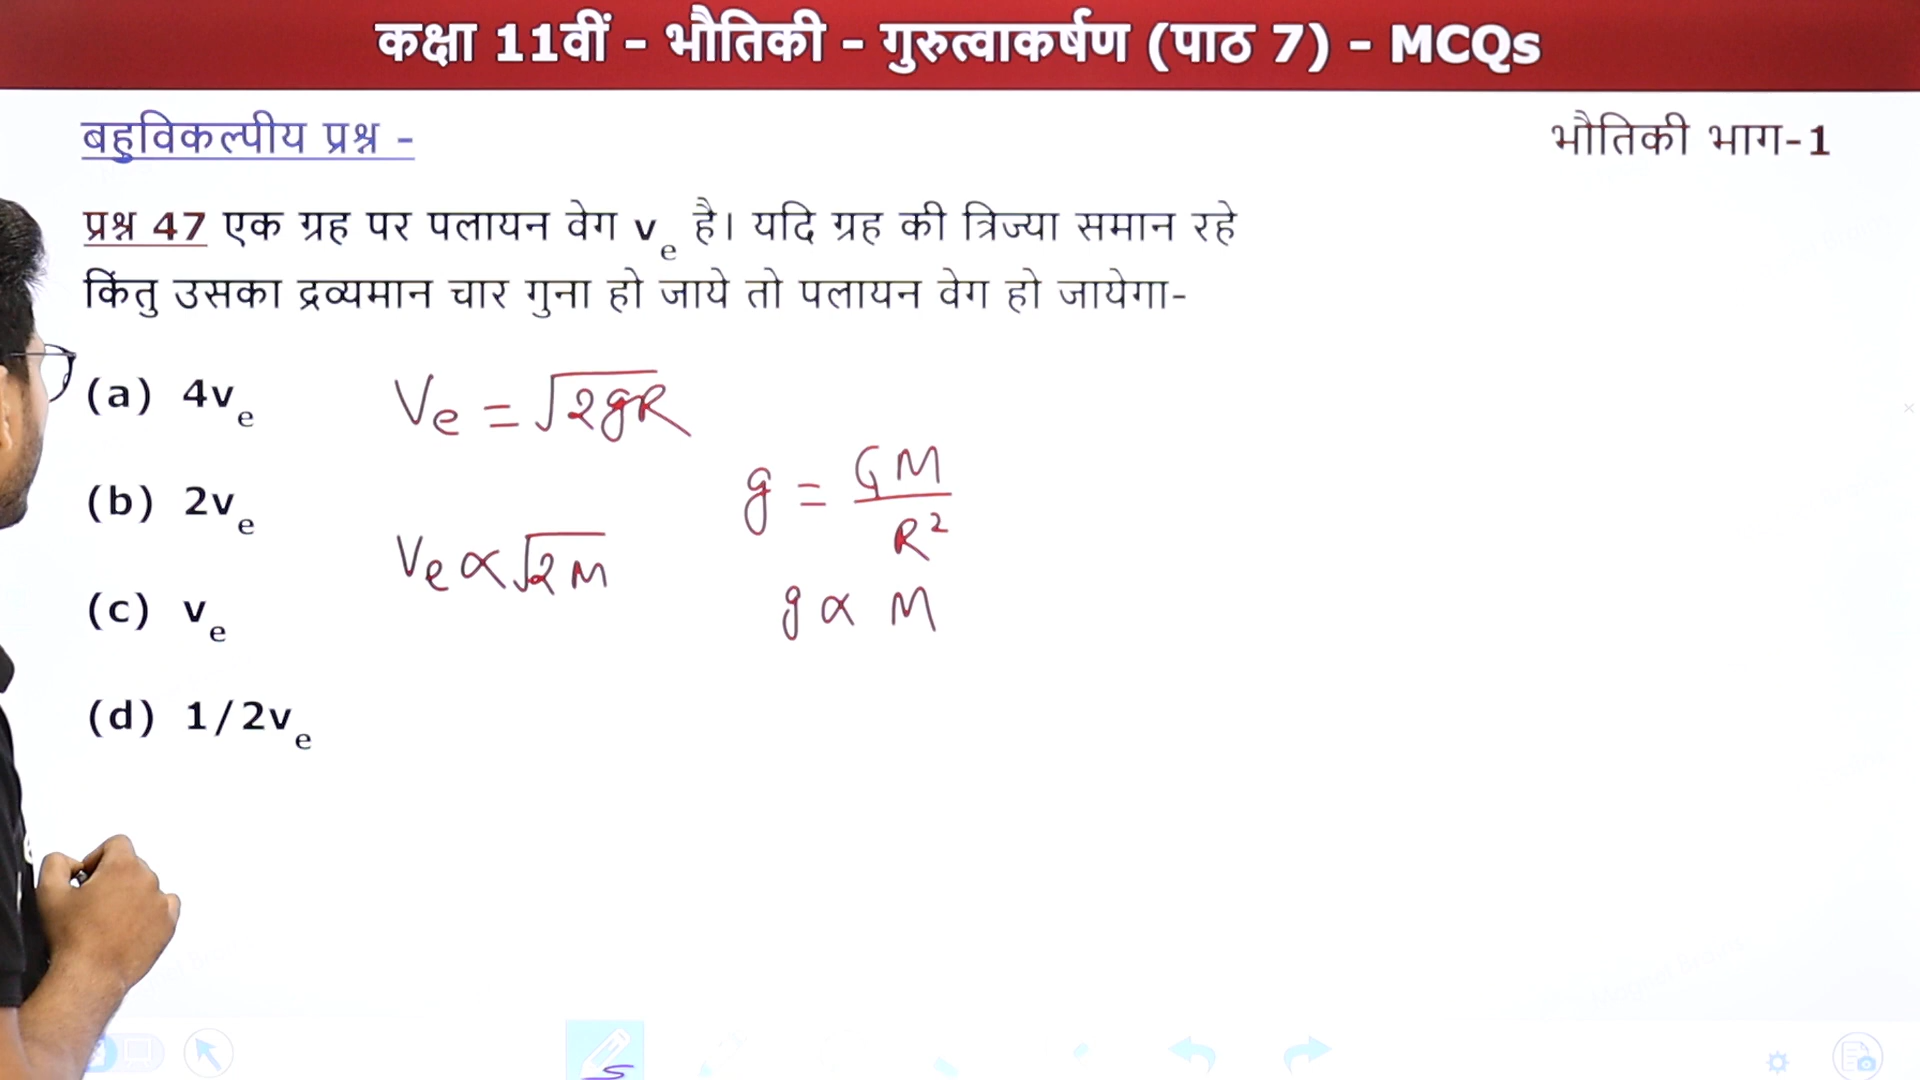 कक्षा 11वीं - भौतिकी - गुरुत्वाकर्षण (पाठ 7) - MCQs
बहुविकल्पीय प्रश्न -
भौतिकी भाग-1
प्रश्न 47 एक ग्रह पर पलायन वेग vₑ है। यदि ग्रह की त्रिज्या समान रहे
किंतु उसका द्रव्यमान चार गुना हो जाये तो पलायन वेग हो जायेगा-
(a) 4vₑ
(b) 2vₑ
(c) vₑ
(d) 1/2vₑ
Vₑ = √2gR
g = GM/R²
Vₑ ∝ √2M
g ∝ M